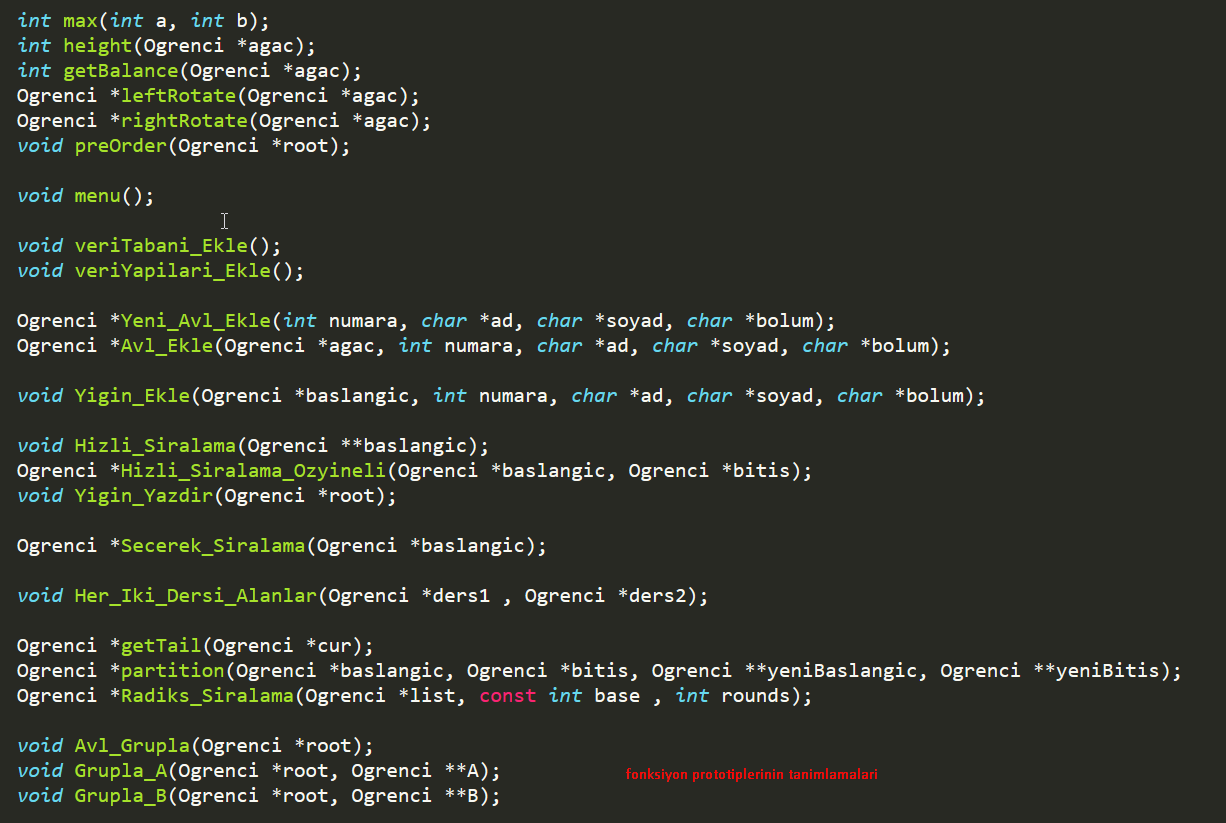 int max(int a, int b);
int height(Ogrenci *agac);
int getBalance(Ogrenci *agac);
Ogrenci *leftRotate(Ogrenci *agac);
Ogrenci *rightRotate(Ogrenci *agac);
void preOrder(Ogrenci *root);
void menu();
void veriTabani_Ekle();
void veriYapilari_Ekle();
Ogrenci *Yeni_Avl_Ekle(int numara, char *ad, char *soyad, char *bolum);
Ogrenci *Avl_Ekle(Ogrenci *agac, int numara, char *ad, char *soyad, char *bolum);
void Yigin_Ekle(Ogrenci *baslangic, int numara, char *ad, char *soyad, char *bolum);
void Hizli_Siralama(Ogrenci **baslangic);
Ogrenci *Hizli_Siralama_Ozyineli(Ogrenci *baslangic, Ogrenci *bitis);
void Yigin_Yazdir(Ogrenci *root);
Ogrenci *Secerek_Siralama(Ogrenci *baslangic);
void Her_Iki_Dersi_Alanlar(Ogrenci *ders1 , Ogrenci *ders2);
Ogrenci *getTail(Ogrenci *cur);
Ogrenci *partition(Ogrenci *baslangic, Ogrenci *bitis, Ogrenci **yeniBaslangic, Ogrenci **yeniBitis);
Ogrenci *Radiks_Siralama(Ogrenci *list, const int base , int rounds);
void Avl_Grupla(Ogrenci *root);
void Grupla_A(Ogrenci *root, Ogrenci **A);
fonksiyon prototiplerinin tanimlamalari
void Grupla_B(Ogrenci *root, Ogrenci **B);